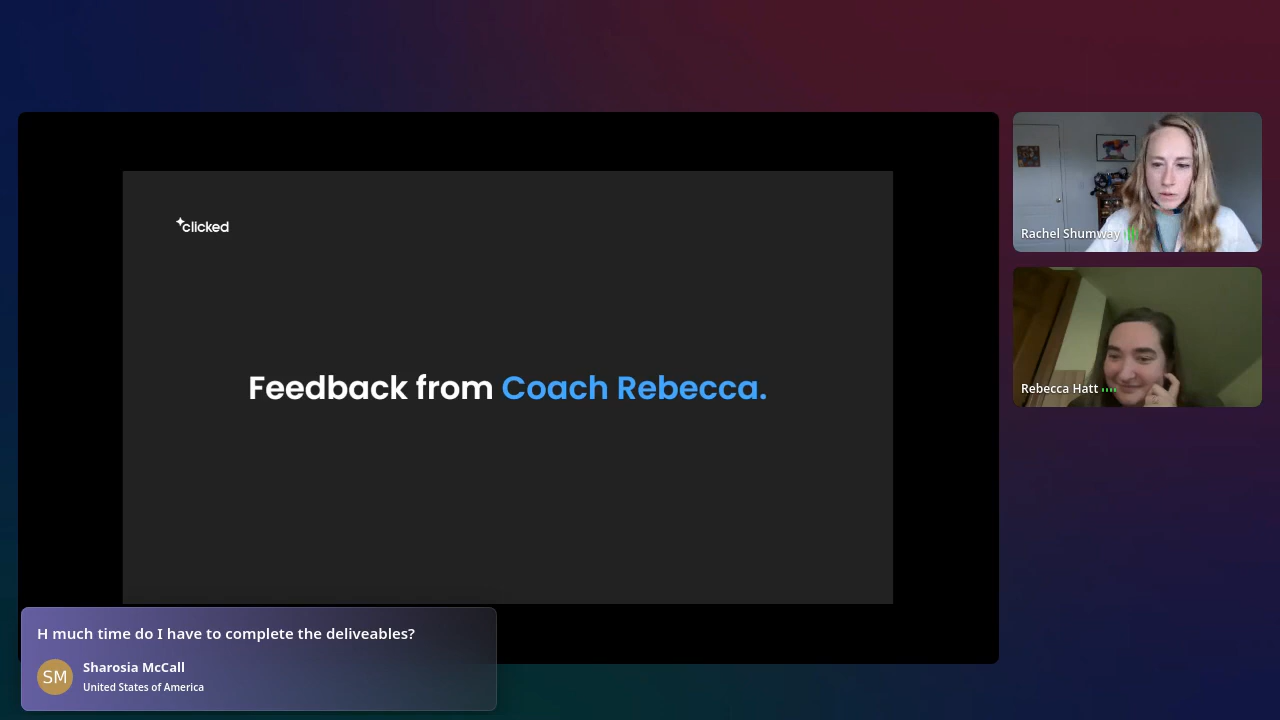 clicked
Feedback from Coach Rebecca.
Rachel Shumway
Rebecca Hatt
H much time do I have to complete the deliveables?
SM
Sharosia McCall
United States of America